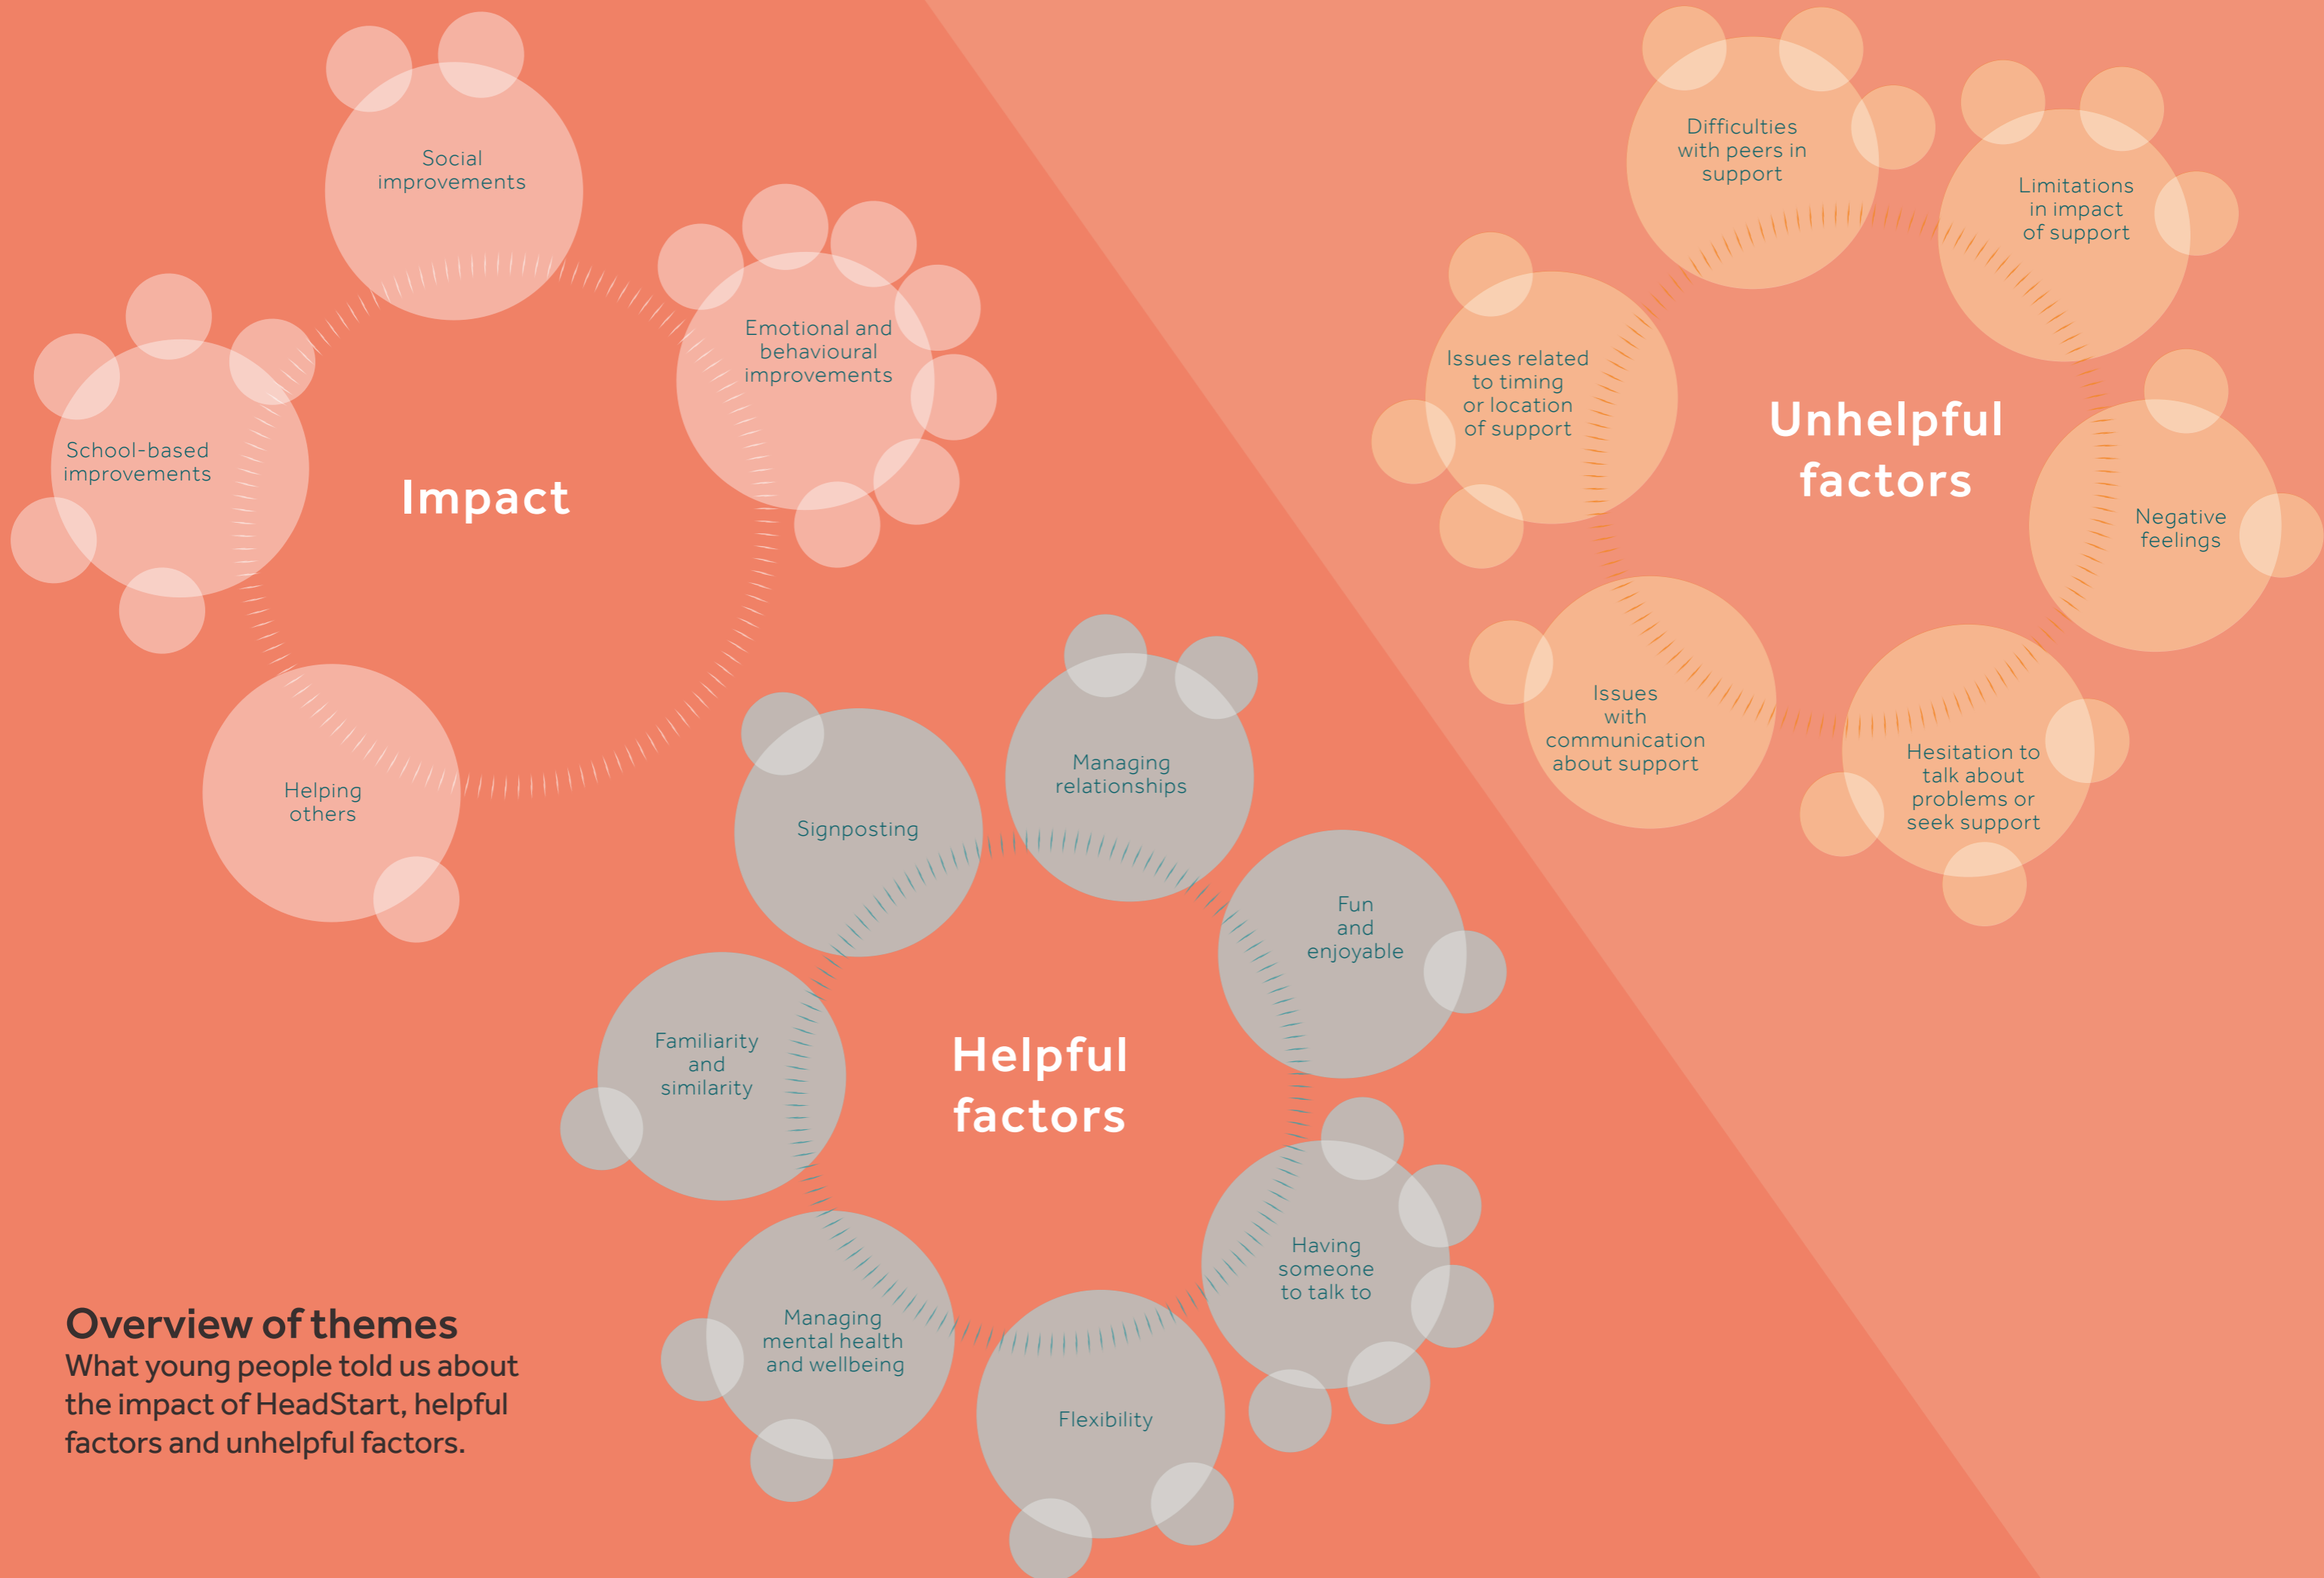 Social
improvements
Emotional and
behavioural
improvements
School-based
improvements
Impact
Helping
others
Difficulties
with peers in
support
Limitations
in impact
of support
Issues related
to timing
or location
of support
Unhelpful
factors
Negative
feelings
Issues
with
communication
about support
Hesitation to
talk about
problems or
seek support
Managing
relationships
Signposting
Fun
and
enjoyable
Familiarity
and
similarity
Helpful
factors
Having
someone
to talk to
Managing
mental health
and wellbeing
Flexibility
Overview of themes
What young people told us about
the impact of HeadStart, helpful
factors and unhelpful factors.